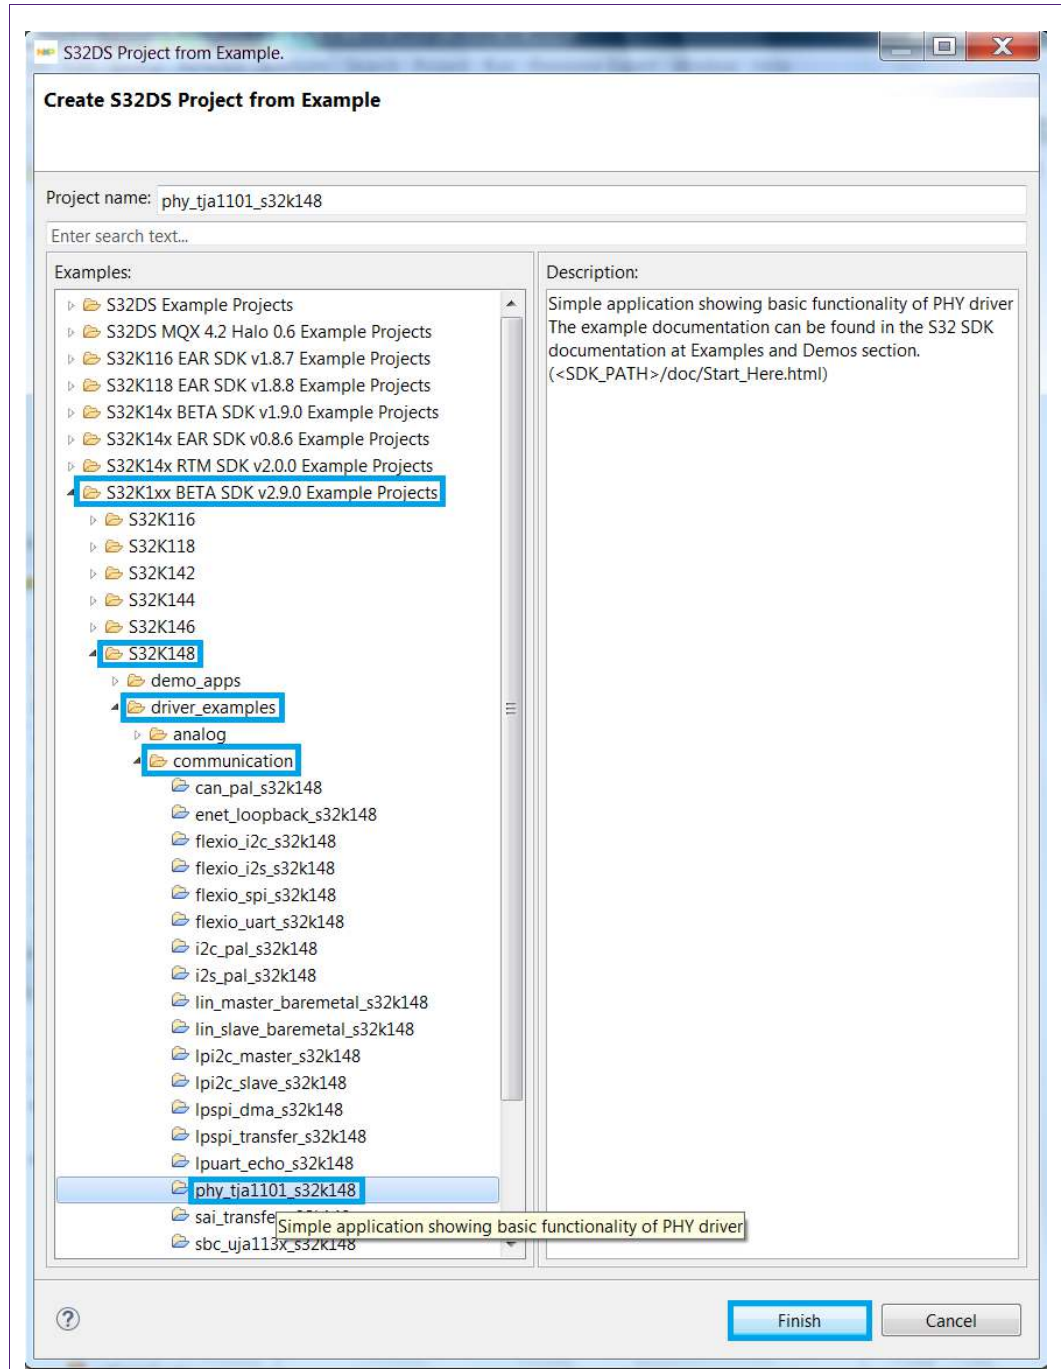 NXP S32DS Project from Example.
Create S32DS Project from Example
Project name: phy_tja1101_s32k148
Enter search text...
Examples:
S32DS Example Projects
S32DS MQX 4.2 Halo 0.6 Example Projects
S32K116 EAR SDK v1.8.7 Example Projects
S32K118 EAR SDK v1.8.8 Example Projects
S32K14x BETA SDK v1.9.0 Example Projects
S32K14x EAR SDK v0.8.6 Example Projects
S32K14x RTM SDK v2.0.0 Example Projects
S32K1xx BETA SDK v2.9.0 Example Projects
S32K116
S32K118
S32K142
S32K144
S32K146
S32K148
demo_apps
driver_examples
analog
communication
can_pal_s32k148
enet_loopback_s32k148
flexio_i2c_s32k148
flexio_i2s_s32k148
flexio_spi_s32k148
flexio_uart_s32k148
i2c_pal_s32k148
i2s_pal_s32k148
lin_master_baremetal_s32k148
lin_slave_baremetal_s32k148
lpi2c_master_s32k148
lpi2c_slave_s32k148
lpspi_dma_s32k148
lpspi_transfer_s32k148
lpuart_echo_s32k148
phy_tja1101_s32k148
sai_transfe
Simple application showing basic functionality of PHY driver
sbc_uja113x_s32k148
Description:
Simple application showing basic functionality of PHY driver
The example documentation can be found in the S32 SDK
documentation at Examples and Demos section.
(<SDK_PATH>/doc/Start_Here.html)
Finish
Cancel